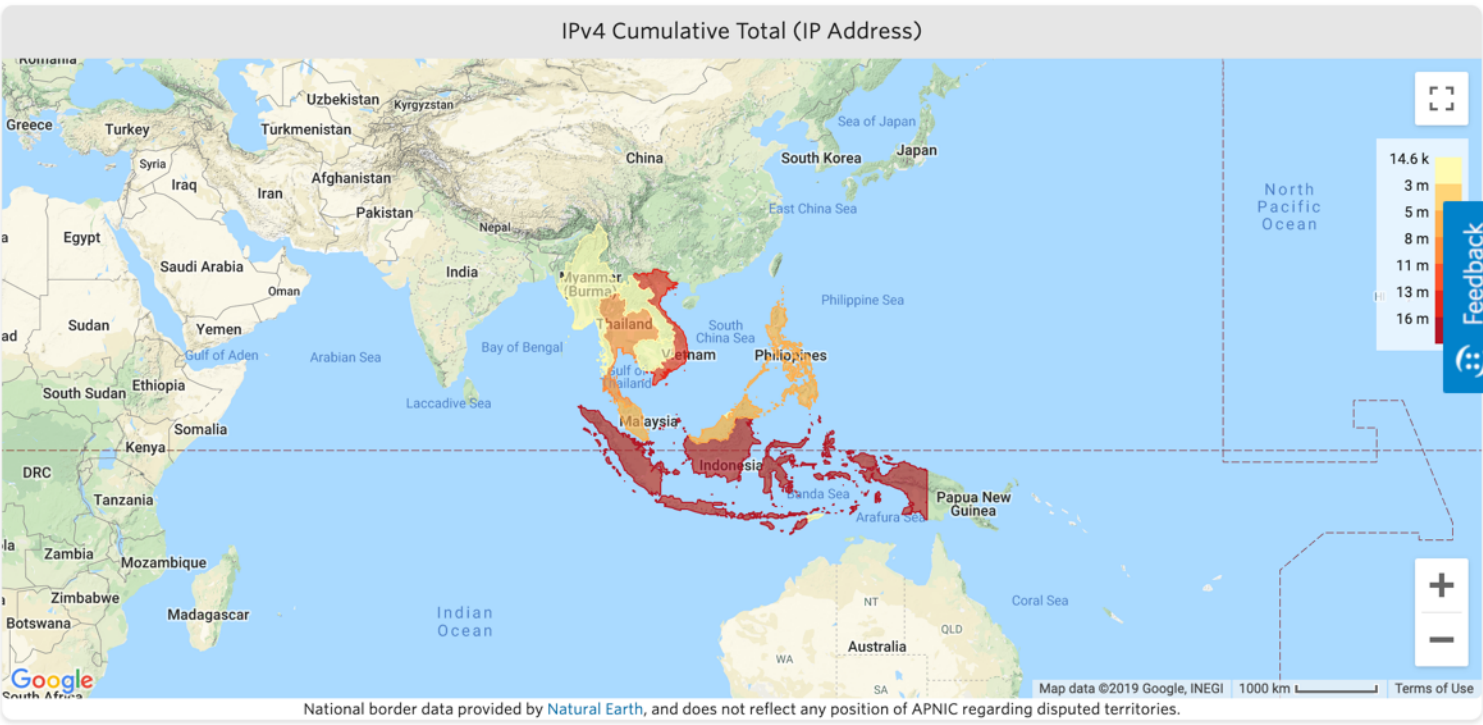 IPv4 Cumulative Total (IP Address)
Romania
Uzbekistan
Kyrgyzstan
Greece
Turkey
Turkmenistan
Sea of Japan
Japan
Syria
China
South Korea
14.6 k
3 m
5 m
8 m
11 m
13 m
16 m
Feedback
Iraq
Iran
Afghanistan
North
Pacific
Ocean
Pakistan
East China Sea
Nepal
Egypt
Saudi Arabia
India
Myanmar
(Burma)
Oman
HI
Philippine Sea
Sudan
Yemen
Thailand
South
China Sea
ad
Gulf of Aden
Arabian Sea
Bay of Bengal
Vietnam
Philippines
Gulf of
Thailand
South Sudan
Ethiopia
Laccadive Sea
Somalia
Malaysia
Kenya
Indonesia
DRC
Tanzania
Banda Sea
Papua New
Guinea
Arafura Sea
la
Zambia
Mozambique
Zimbabwe
Botswana
Madagascar
Indian
Ocean
NT
Coral Sea
QLD
Australia
WA
SA
Google
South Africa
Map data ©2019 Google, INEGI
1000 km
Terms of Use
National border data provided by Natural Earth, and does not reflect any position of APNIC regarding disputed territories.